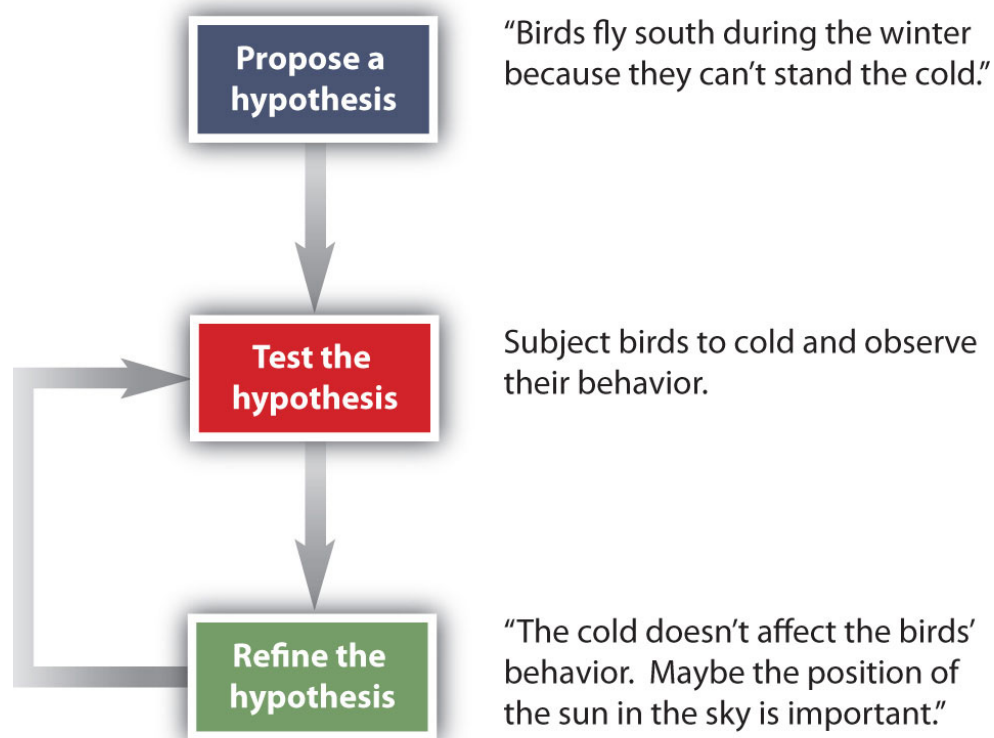 Propose a
hypothesis
“Birds fly south during the winter
because they can’t stand the cold.”
Test the
hypothesis
Subject birds to cold and observe
their behavior.
Refine the
hypothesis
“The cold doesn’t affect the birds’
behavior.  Maybe the position of
the sun in the sky is important.”